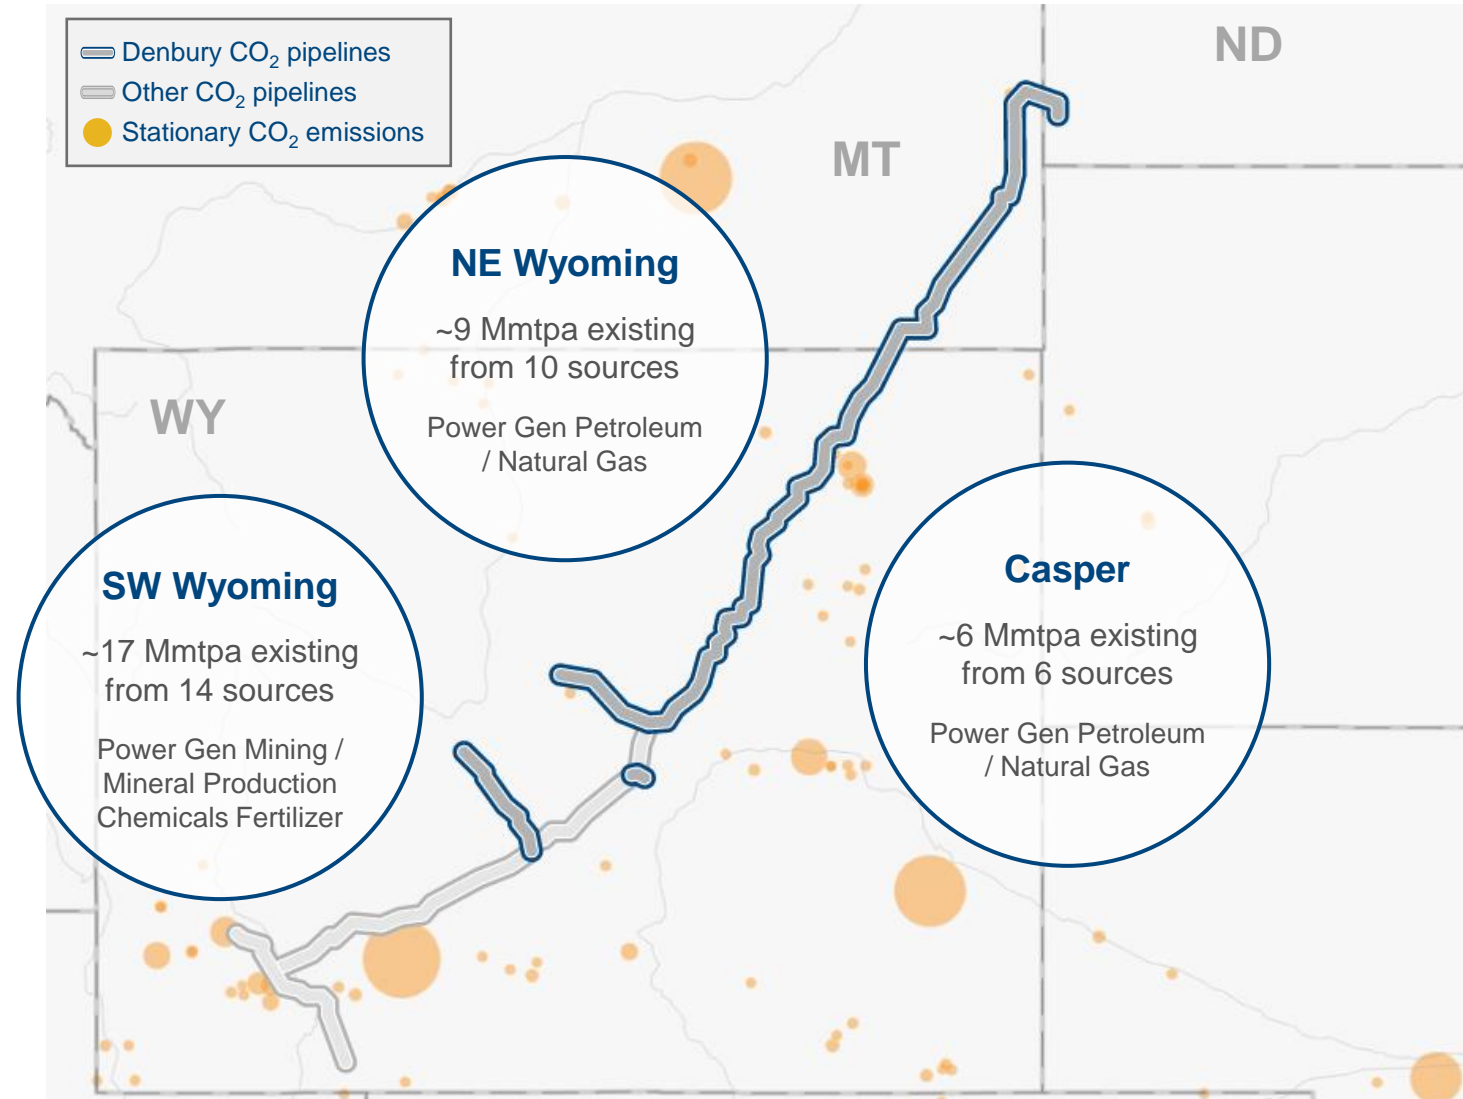 Denbury CO₂ pipelines
Other CO₂ pipelines
Stationary CO₂ emissions
ND
MT
WY
NE Wyoming
~9 Mmtpa existing
from 10 sources
Power Gen Petroleum
/ Natural Gas
SW Wyoming
~17 Mmtpa existing
from 14 sources
Power Gen Mining /
Mineral Production
Chemicals Fertilizer
Casper
~6 Mmtpa existing
from 6 sources
Power Gen Petroleum
/ Natural Gas